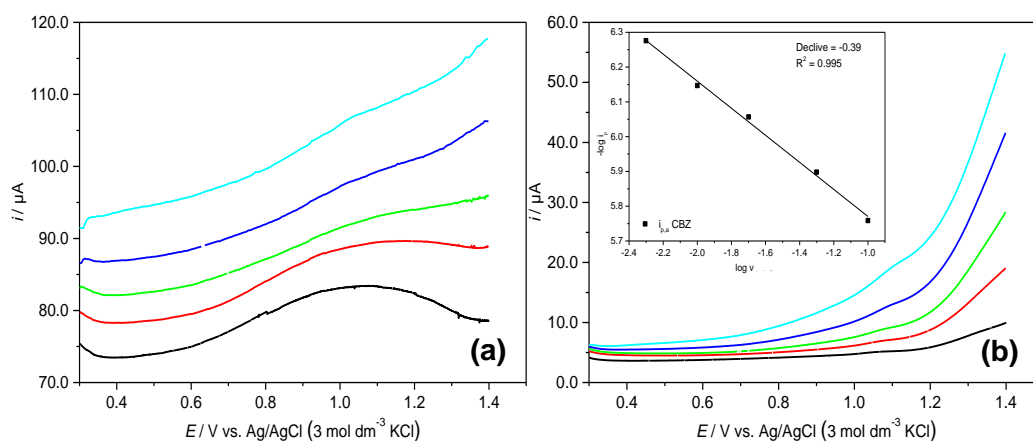 120.0
110.0
100.0
90.0
80.0
70.0
i / µA
0.4 0.6 0.8 1.0 1.2 1.4
E / V vs. Ag/AgCl (3 mol dm-3 KCl)
(a)
60.0
50.0
40.0
30.0
20.0
10.0
0.0
i / µA
0.4 0.6 0.8 1.0 1.2 1.4
E / V vs. Ag/AgCl (3 mol dm-3 KCl)
(b)
6.3
6.2
6.1
6.0
5.9
5.8
5.7
-log i
-2.4 -2.2 -2.0 -1.8 -1.6 -1.4 -1.2 -1.0
log v
Declive = -0.39
R2 = 0.995
ip,a CBZ